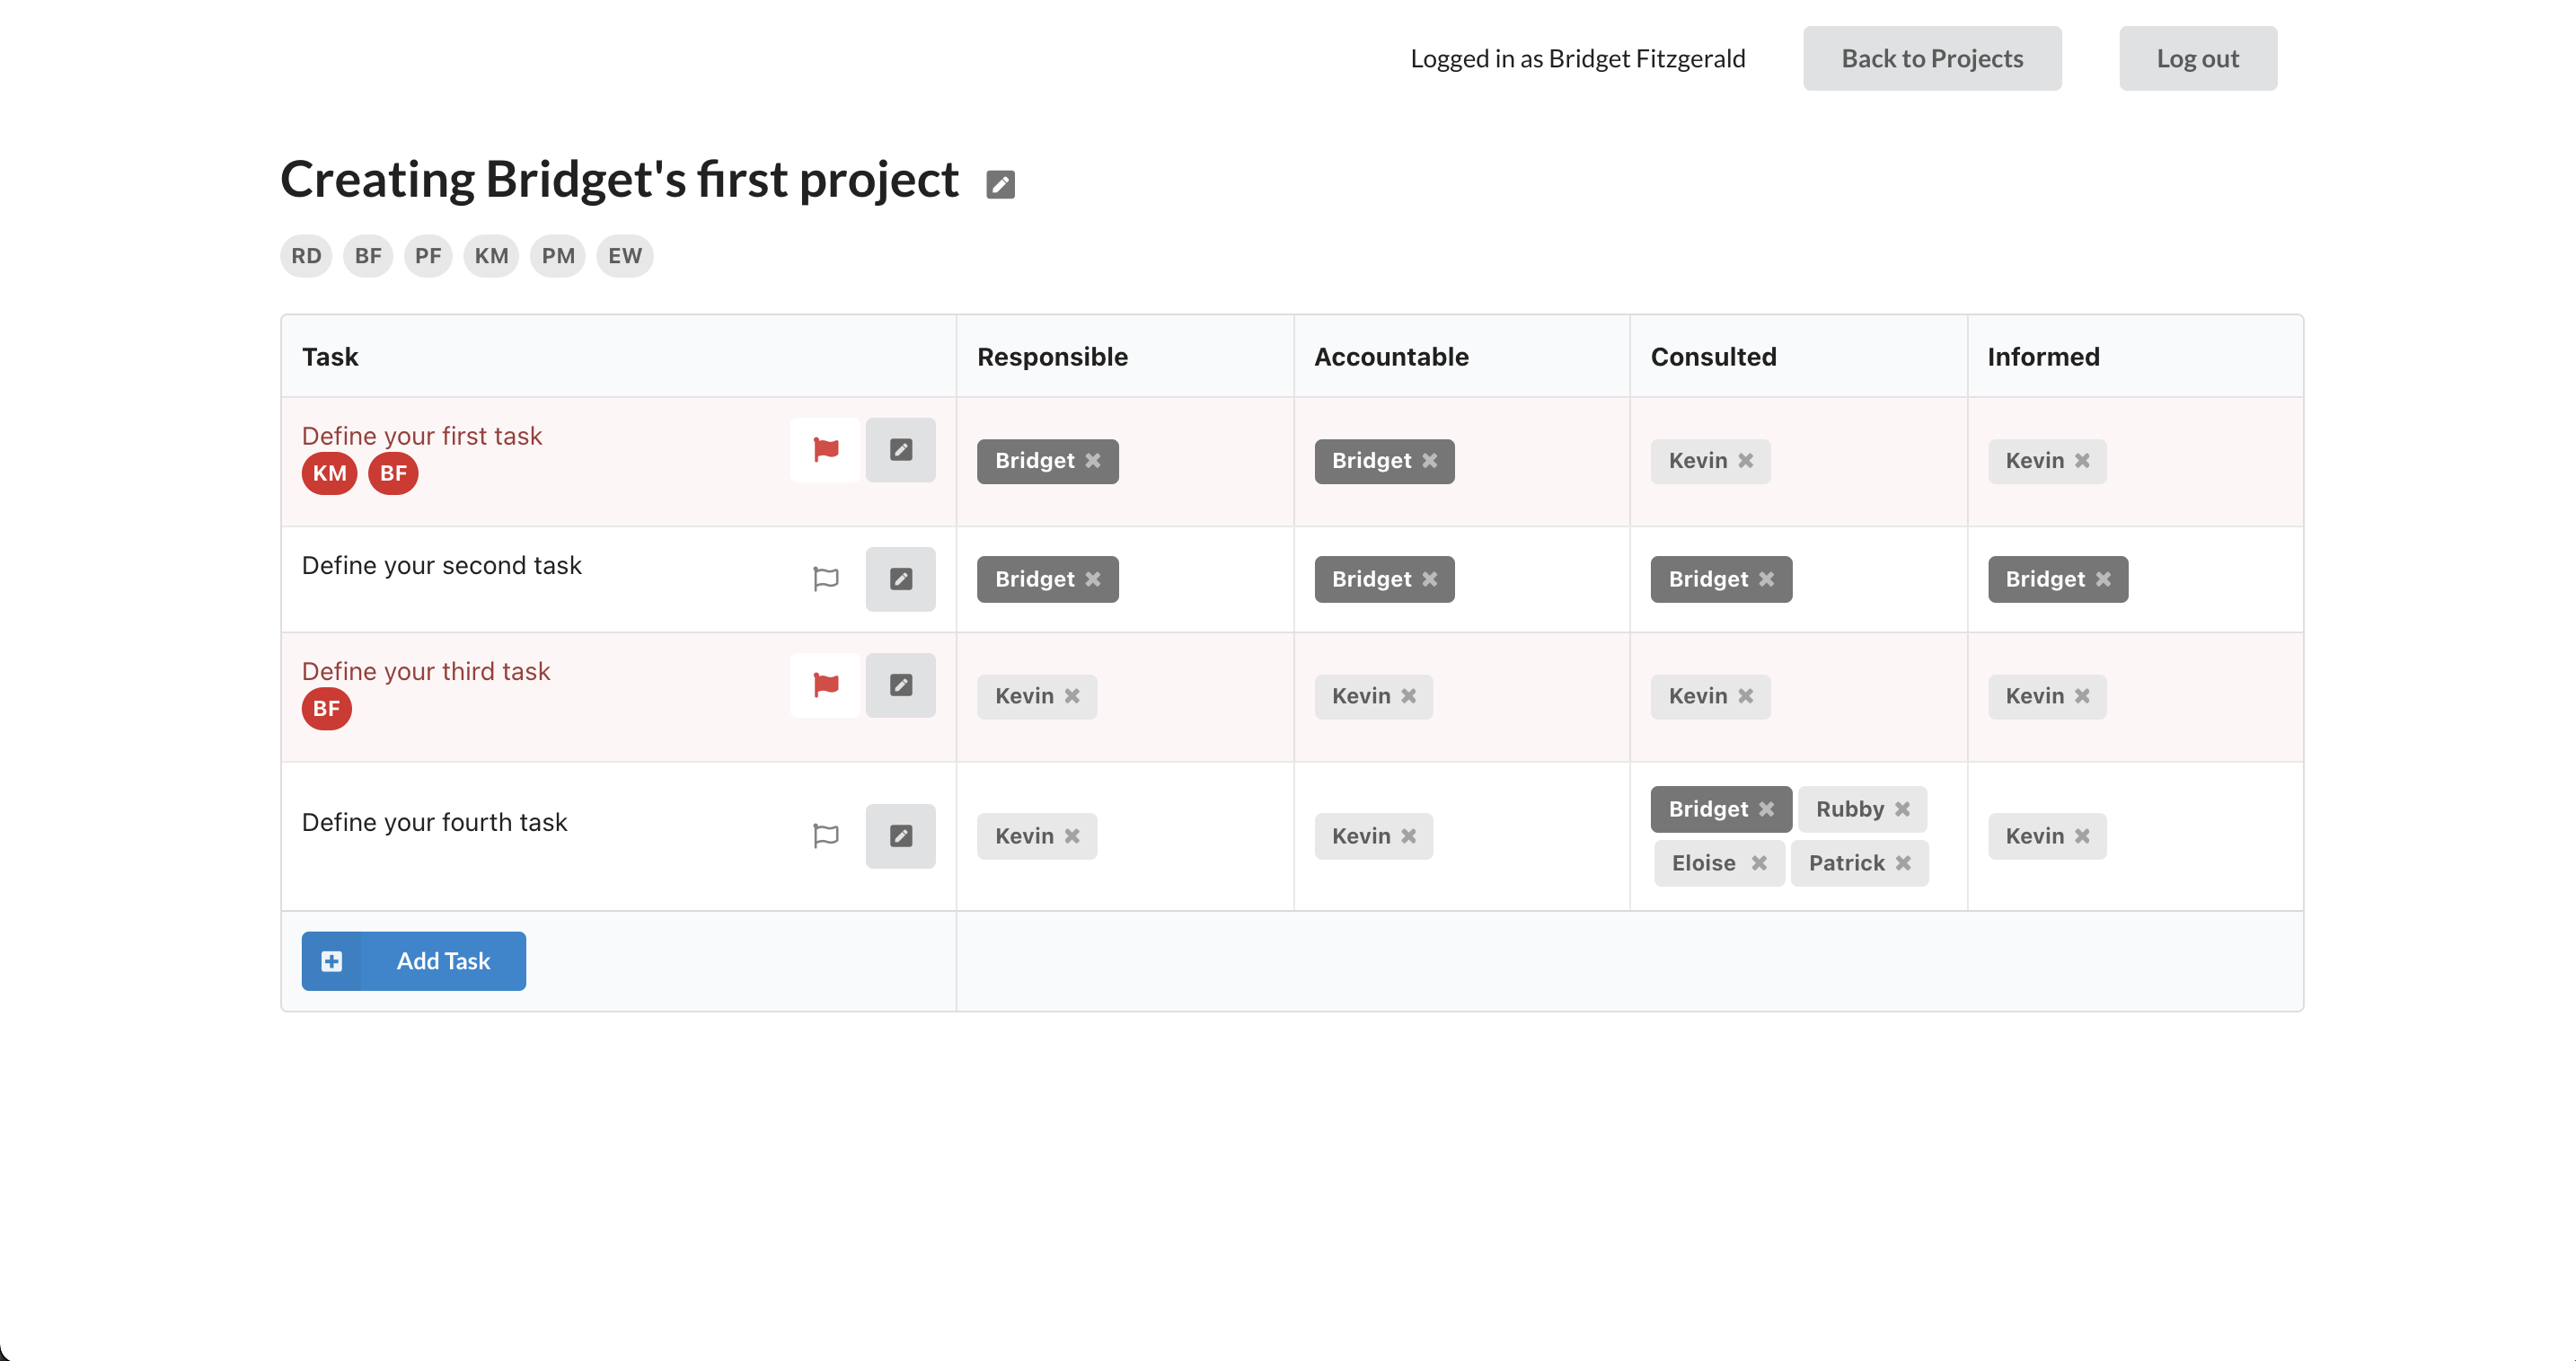 Logged in as Bridget Fitzgerald Back to Projects Log out
Creating Bridget's first project
RD BF PF KM PM EW
Task Responsible Accountable Consulted Informed
Define your first task
KM BF
Bridget Bridget Kevin Kevin
Define your second task
Bridget Bridget Bridget Bridget
Define your third task
BF
Kevin Kevin Kevin Kevin
Define your fourth task
Kevin Kevin
Bridget Rubby
Eloise Patrick
Kevin
Add Task